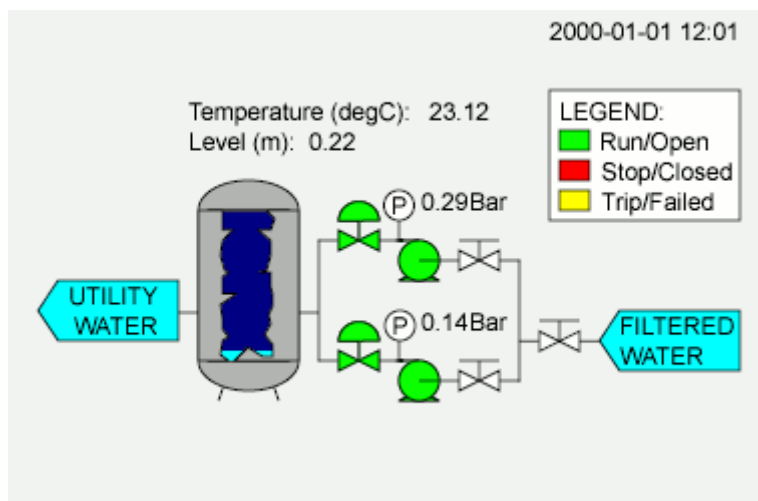 2000-01-01 12:01
Temperature (degC): 23.12
Level (m): 0.22
LEGEND:
Run/Open
Stop/Closed
Trip/Failed
P 0.29Bar
UTILITY
WATER
P 0.14Bar
FILTERED
WATER